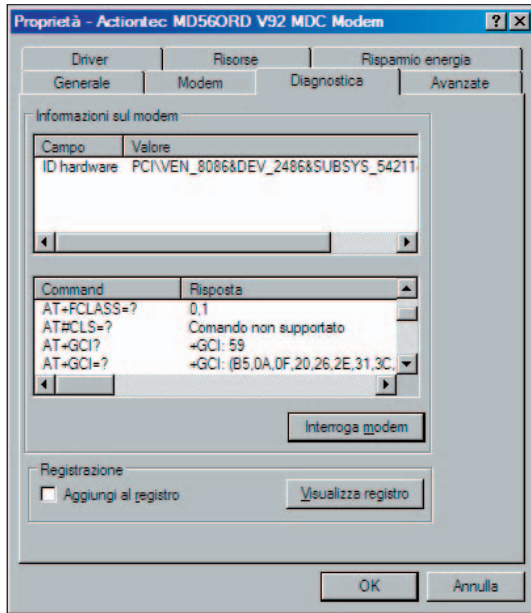 Proprietà - Actiontec MD56ORD V92 MDC Modem
Driver Risorse Risparmio energia
Generale Modem Diagnostica Avanzate
Informazioni sul modem
Campo Valore
ID hardware PCI\VEN_8086&DEV_2486&SUBSYS_54211
Command Risposta
AT+FCLASS=? 0,1
AT#CLS=? Comando non supportato
AT+GCI? +GCI: 59
AT+GCI=? +GCI: (B5,0A,0F,20,26,2E,31,3C,
Interroga modem
Registrazione
Aggiungi al registro Visualizza registro
OK Annulla